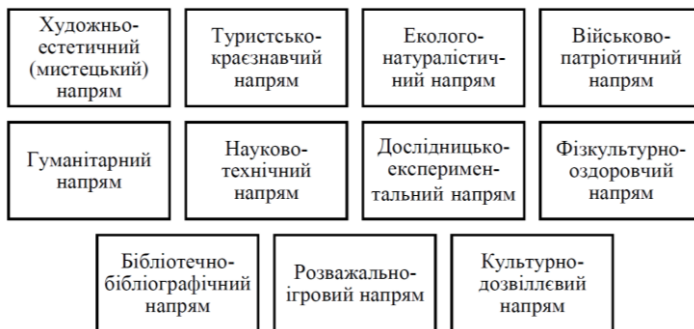 Художньо-
естетичний
(мистецький)
напрям
Туристсько-
краєзнавчий
напрям
Еколого-
натуралістич-
ний напрям
Військово-
патріотичний
напрям
Гуманітарний
напрям
Науково-
технічний
напрям
Дослідницько-
експеримен-
тальний напрям
Фізкультурно-
оздоровчий
напрям
Бібліотечно-
бібліографічний
напрям
Розважально-
ігровий напрям
Культурно-
дозвіллєвий
напрям